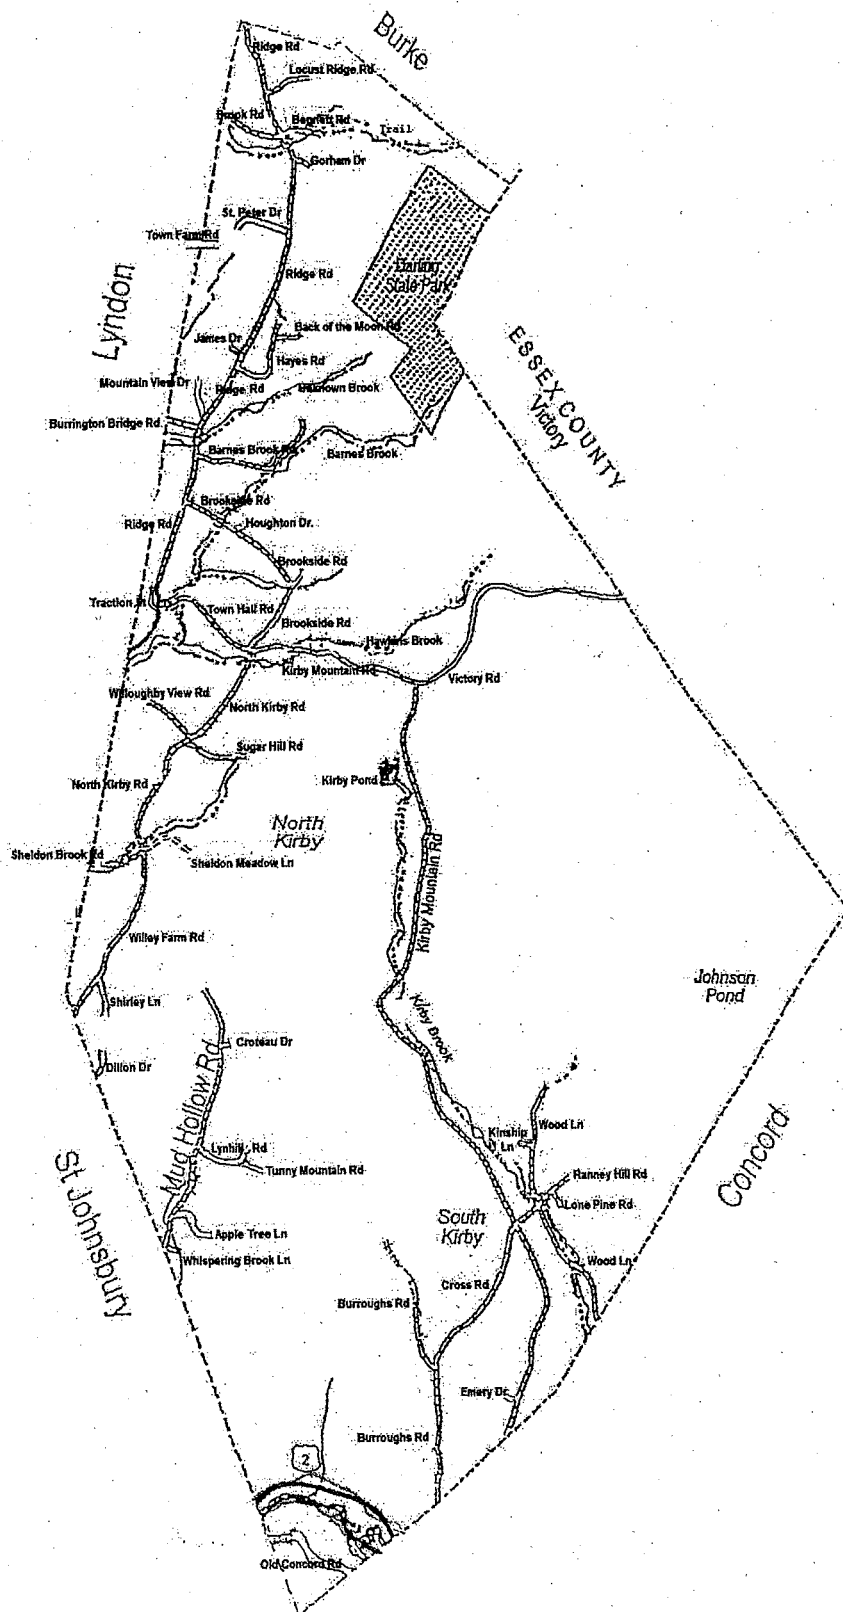 Burke
Ridge Rd
Locust Ridge Rd
Brook Rd
Bennett Rd
Trail
Gorham Dr
St. Peter Dr
Town Farm Rd
Darling
State Park
Lyndon
Ridge Rd
Back of the Moon Rd
James Dr
Hayes Rd
ESSEX COUNTY
Victory
Mountain View Dr
Ridge Rd
Unknown Brook
Burrington Bridge Rd
Barnes Brook Rd
Barnes Brook
Brookside Rd
Ridge Rd
Houghton Dr.
Brookside Rd
Traction
Town Hall Rd
Brookside Rd
Hawkins Brook
Kirby Mountain Rd
Victory Rd
Willoughby View Rd
North Kirby Rd
Sugar Hill Rd
North Kirby Rd
Kirby Pond
North
Kirby
Sheldon Brook Rd
Sheldon Meadow Ln
Kirby Mountain Rd
Willey Farm Rd
Johnson
Pond
Shirley Ln
Kirby Brook
Croteau Dr
Dillon Dr
Mud Hollow Rd
Kinship
Ln
Wood Ln
Lynhill Rd
Tunny Mountain Rd
Ranney Hill Rd
Lone Pine Rd
Concord
St Johnsbury
South
Kirby
Apple Tree Ln
Whispering Brook Ln
Wood Ln
Cross Rd
Burroughs Rd
Emery Dr
Burroughs Rd
2
Old Concord Rd